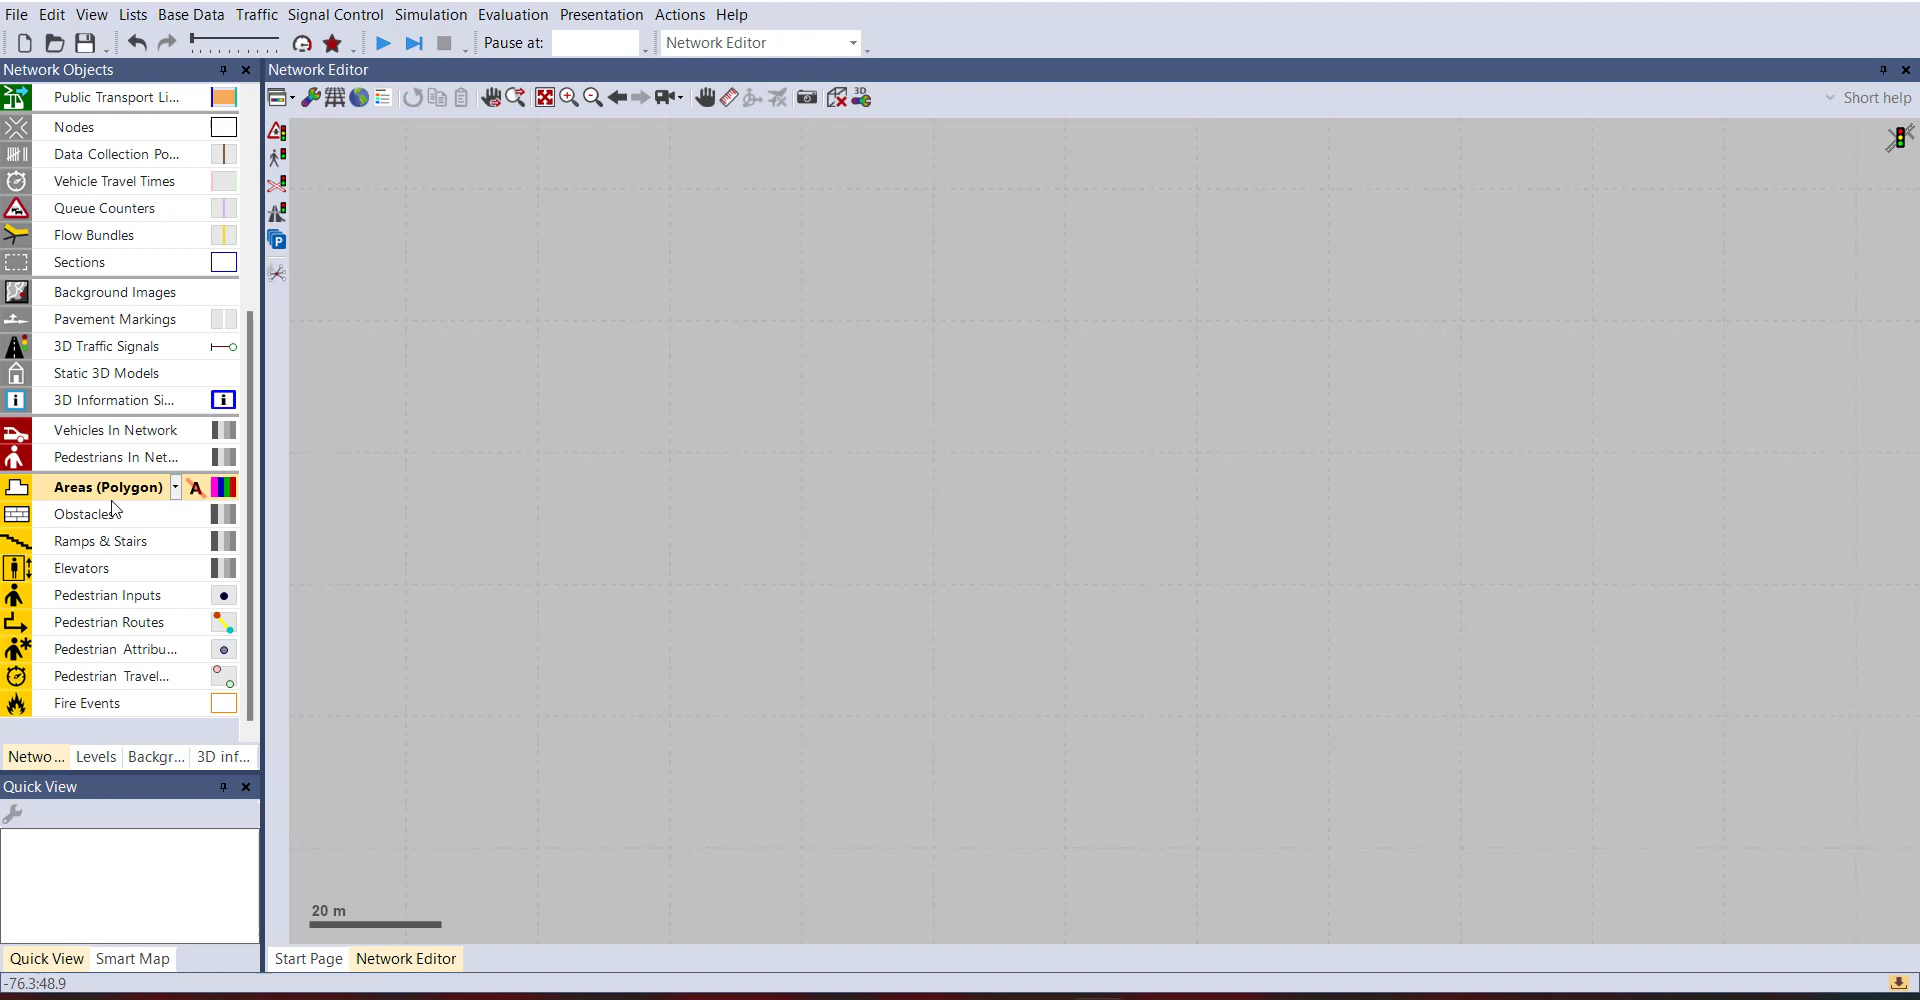 File Edit View Lists Base Data Traffic Signal Control Simulation Evaluation Presentation Actions Help
Pause at: Network Editor
Network Objects
Network Editor
Short help
Public Transport Li...
Nodes
Data Collection Po...
Vehicle Travel Times
Queue Counters
Flow Bundles
Sections
Background Images
Pavement Markings
3D Traffic Signals
Static 3D Models
3D Information Si...
Vehicles In Network
Pedestrians In Net...
Areas (Polygon) A
Obstacles
Ramps & Stairs
Elevators
Pedestrian Inputs
Pedestrian Routes
Pedestrian Attribu...
Pedestrian Travel...
Fire Events
Netwo... Levels Backgr... 3D inf...
Quick View
20 m
Quick View Smart Map
Start Page Network Editor
-76.3:48.9